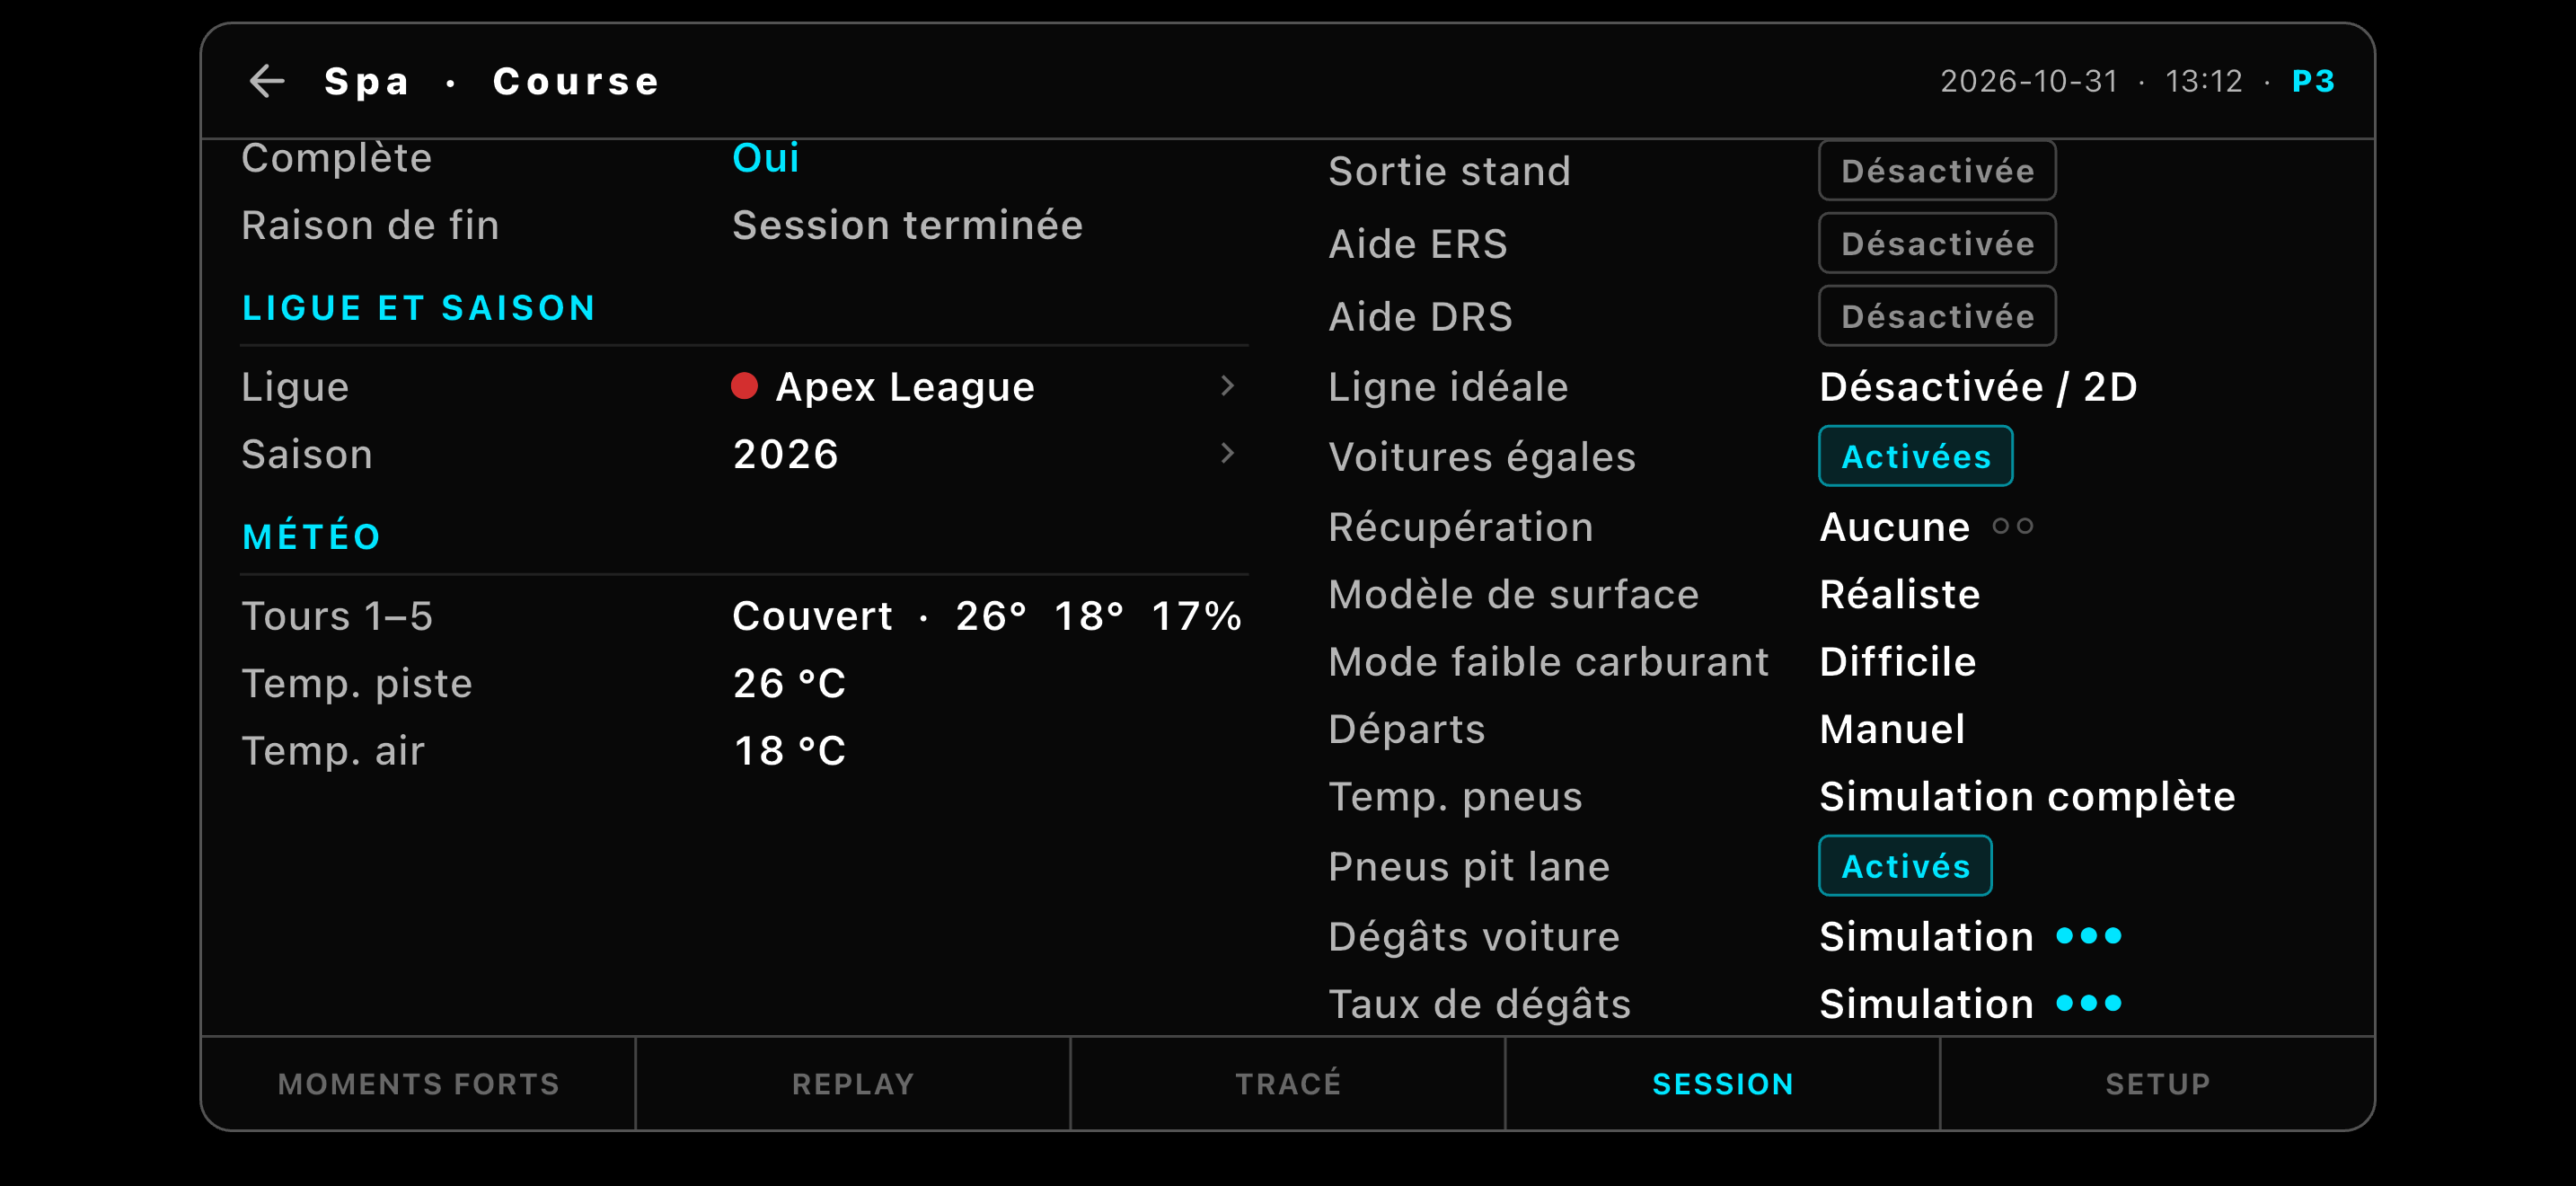 Spa · Course
2026-10-31 · 13:12 · P3
Complète Oui
Raison de fin Session terminée
LIGUE ET SAISON
Ligue Apex League
Saison 2026
MÉTÉO
Tours 1–5 Couvert · 26° 18° 17%
Temp. piste 26 °C
Temp. air 18 °C
Sortie stand Désactivée
Aide ERS Désactivée
Aide DRS Désactivée
Ligne idéale Désactivée / 2D
Voitures égales Activées
Récupération Aucune
Modèle de surface Réaliste
Mode faible carburant Difficile
Départs Manuel
Temp. pneus Simulation complète
Pneus pit lane Activés
Dégâts voiture Simulation
Taux de dégâts Simulation
MOMENTS FORTS REPLAY TRACÉ SESSION SETUP